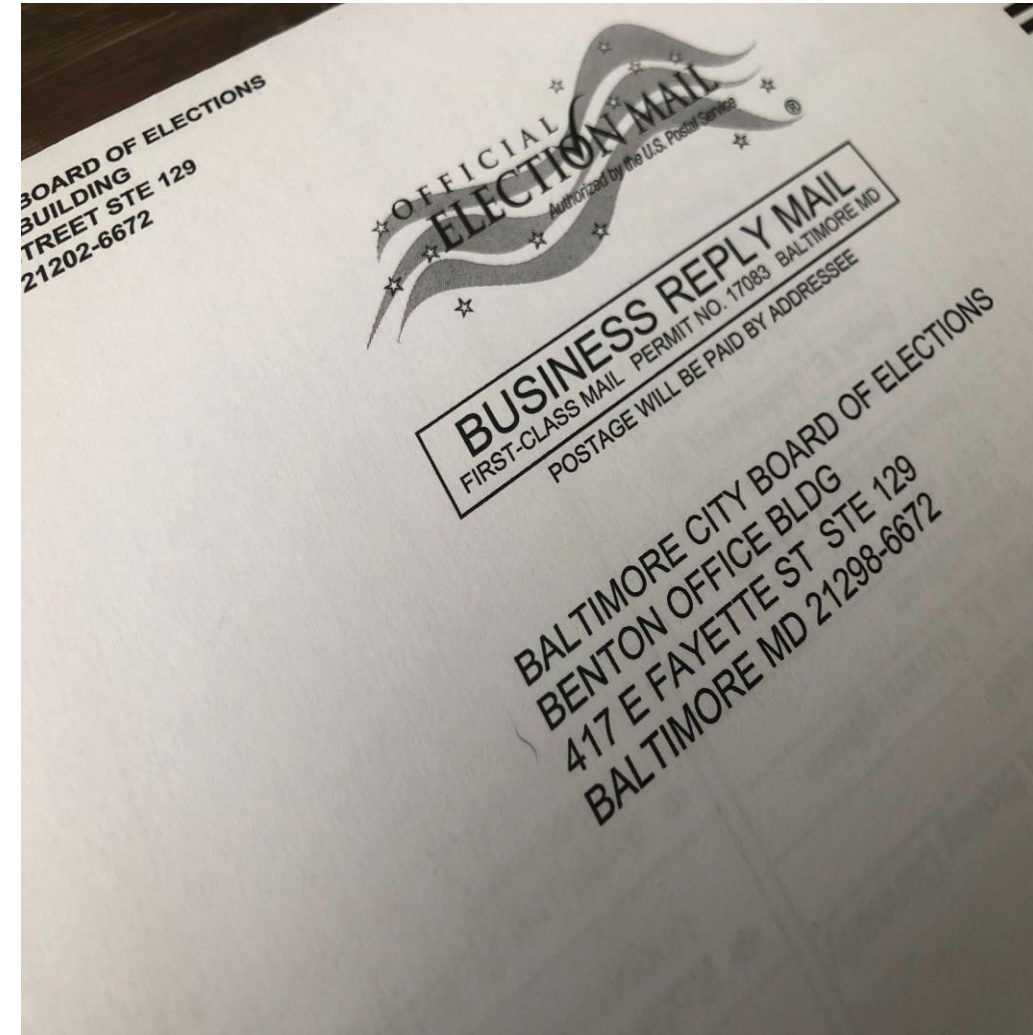 BOARD OF ELECTIONS
BUILDING
STREET STE 129
21202-6672
OFFICIAL
ELECTION MAIL
Authorized by the U.S. Postal Service
®
BUSINESS REPLY MAIL
FIRST-CLASS MAIL PERMIT NO. 17083 BALTIMORE MD
POSTAGE WILL BE PAID BY ADDRESSEE
BALTIMORE CITY BOARD OF ELECTIONS
BENTON OFFICE BLDG
417 E FAYETTE ST STE 129
BALTIMORE MD 21298-6672